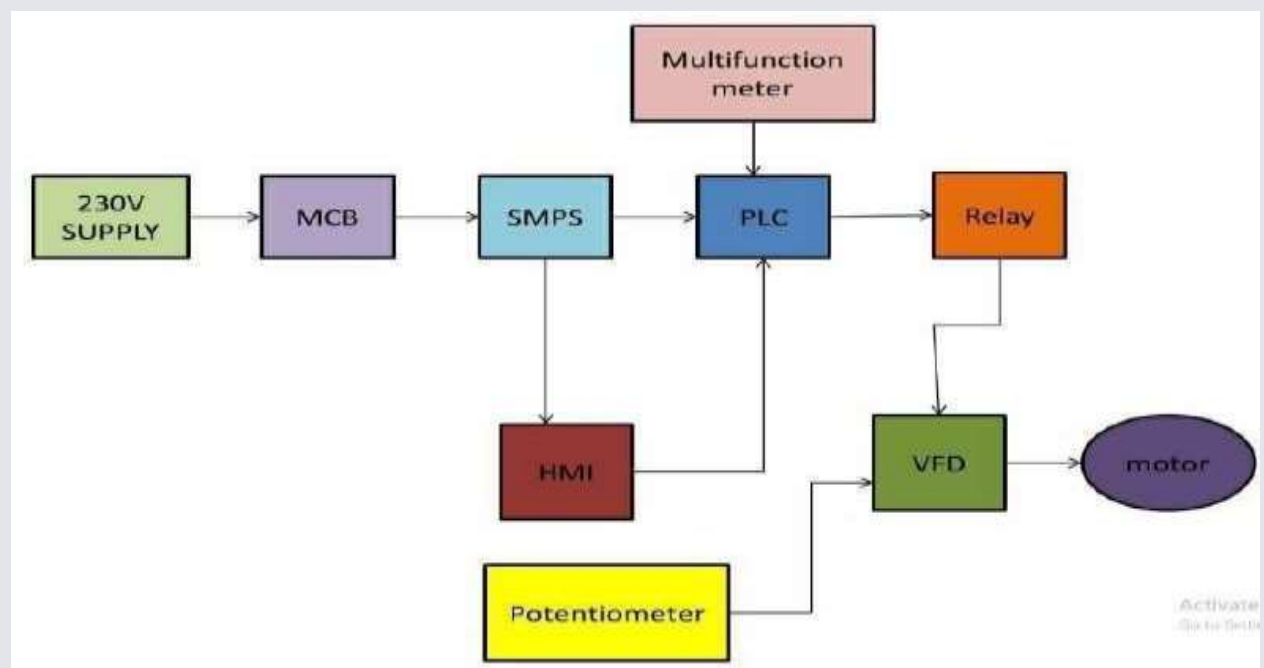 Multifunction
meter
230V
SUPPLY
MCB
SMPS
PLC
Relay
HMI
VFD
motor
Potentiometer
Activate